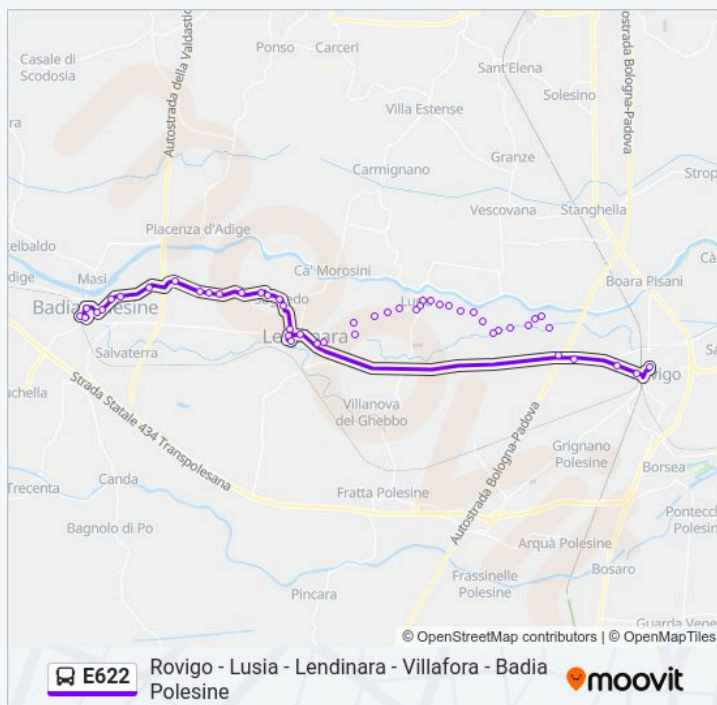 Ponso
Carceri
Casale di
Scodosia
Sant'Elena
Solesino
Autostrada della Valdastico
Autostrada Bologna-Padova
Villa Estense
Granze
Carmignano
Vescovana
Stanghella
Piacenza d'Adige
Masi
Ca' Morosini
Boara Pisani
Badia Polesine
Lendinara
Rovigo
Salvaterra
Strada Statale 434 Transpolesana
Villanova
del Ghebbo
Grignano
Polesine
Borsea
Trecenta
Canda
Fratta Polesine
Autostrada Bologna-Padova
Bagnolo di Po
Arquà Polesine
Frassinelle
Polesine
Bosaro
Pincara
moovit
© OpenStreetMap contributors | © OpenMapTiles
E622
Rovigo - Lusia - Lendinara - Villafora - Badia
Polesine
moovit